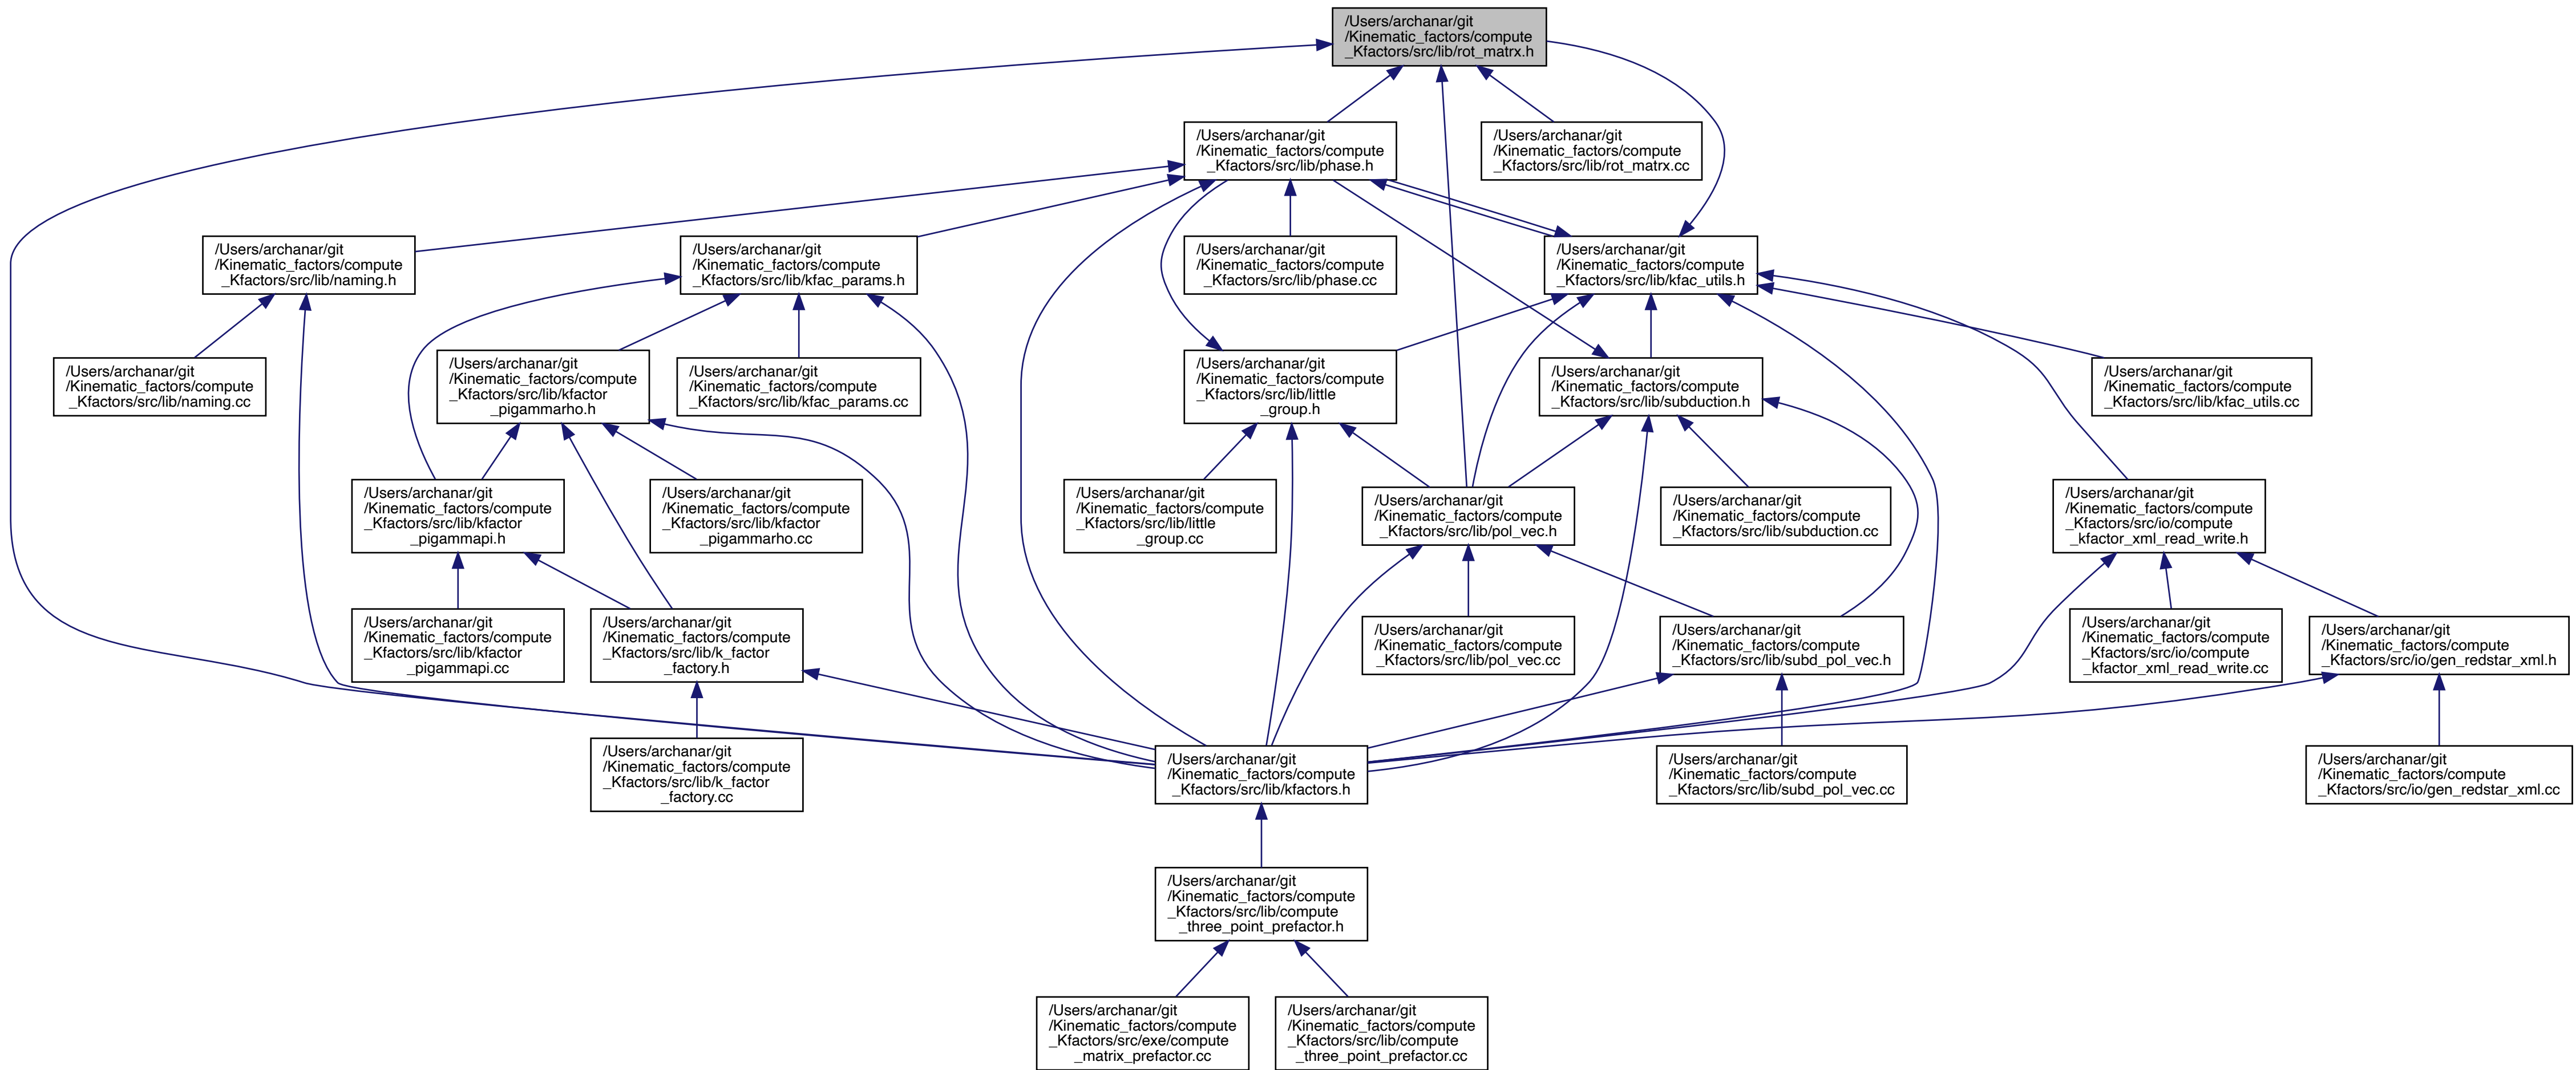 /Users/archanar/git
/Kinematic_factors/compute
_Kfactors/src/lib/rot_matrx.h
/Users/archanar/git
/Kinematic_factors/compute
_Kfactors/src/lib/phase.h
/Users/archanar/git
/Kinematic_factors/compute
_Kfactors/src/lib/rot_matrx.cc
/Users/archanar/git
/Kinematic_factors/compute
_Kfactors/src/lib/naming.h
/Users/archanar/git
/Kinematic_factors/compute
_Kfactors/src/lib/kfac_params.h
/Users/archanar/git
/Kinematic_factors/compute
_Kfactors/src/lib/phase.cc
/Users/archanar/git
/Kinematic_factors/compute
_Kfactors/src/lib/kfac_utils.h
/Users/archanar/git
/Kinematic_factors/compute
_Kfactors/src/lib/naming.cc
/Users/archanar/git
/Kinematic_factors/compute
_Kfactors/src/lib/kfactor
_pigammarho.h
/Users/archanar/git
/Kinematic_factors/compute
_Kfactors/src/lib/kfac_params.cc
/Users/archanar/git
/Kinematic_factors/compute
_Kfactors/src/lib/little
_group.h
/Users/archanar/git
/Kinematic_factors/compute
_Kfactors/src/lib/subduction.h
/Users/archanar/git
/Kinematic_factors/compute
_Kfactors/src/lib/kfac_utils.cc
/Users/archanar/git
/Kinematic_factors/compute
_Kfactors/src/lib/kfactor
_pigammapi.h
/Users/archanar/git
/Kinematic_factors/compute
_Kfactors/src/lib/kfactor
_pigammarho.cc
/Users/archanar/git
/Kinematic_factors/compute
_Kfactors/src/lib/little
_group.cc
/Users/archanar/git
/Kinematic_factors/compute
_Kfactors/src/lib/pol_vec.h
/Users/archanar/git
/Kinematic_factors/compute
_Kfactors/src/lib/subduction.cc
/Users/archanar/git
/Kinematic_factors/compute
_Kfactors/src/io/compute
_kfactor_xml_read_write.h
/Users/archanar/git
/Kinematic_factors/compute
_Kfactors/src/lib/kfactor
_pigammapi.cc
/Users/archanar/git
/Kinematic_factors/compute
_Kfactors/src/lib/k_factor
_factory.h
/Users/archanar/git
/Kinematic_factors/compute
_Kfactors/src/lib/pol_vec.cc
/Users/archanar/git
/Kinematic_factors/compute
_Kfactors/src/lib/subd_pol_vec.h
/Users/archanar/git
/Kinematic_factors/compute
_Kfactors/src/io/compute
_kfactor_xml_read_write.cc
/Users/archanar/git
/Kinematic_factors/compute
_Kfactors/src/io/gen_redstar_xml.h
/Users/archanar/git
/Kinematic_factors/compute
_Kfactors/src/lib/k_factor
_factory.cc
/Users/archanar/git
/Kinematic_factors/compute
_Kfactors/src/lib/kfactors.h
/Users/archanar/git
/Kinematic_factors/compute
_Kfactors/src/lib/subd_pol_vec.cc
/Users/archanar/git
/Kinematic_factors/compute
_Kfactors/src/io/gen_redstar_xml.cc
/Users/archanar/git
/Kinematic_factors/compute
_Kfactors/src/lib/compute
_three_point_prefactor.h
/Users/archanar/git
/Kinematic_factors/compute
_Kfactors/src/exe/compute
_matrix_prefactor.cc
/Users/archanar/git
/Kinematic_factors/compute
_Kfactors/src/lib/compute
_three_point_prefactor.cc